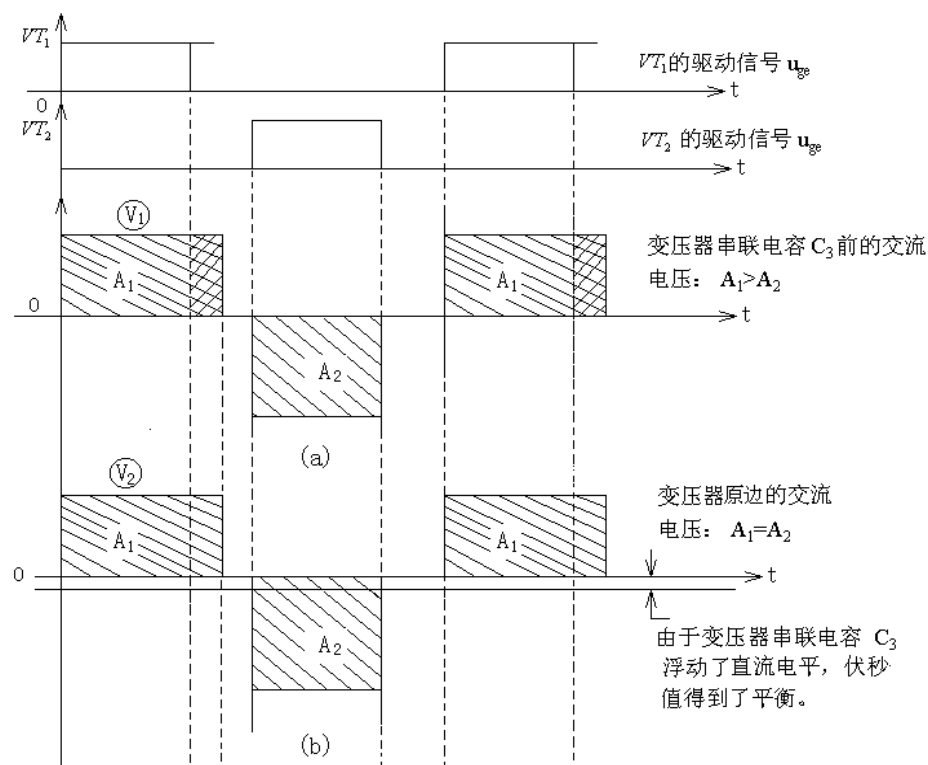 VT₁
VT₁的驱动信号 u_ge
0
t
VT₂
VT₂ 的驱动信号 u_ge
t
V₁
变压器串联电容 C₃前的交流
电压: A₁>A₂
A₁
A₁
0
t
A₂
(a)
V₂
变压器原边的交流
电压: A₁=A₂
A₁
A₁
0
t
A₂
由于变压器串联电容 C₃
浮动了直流电平，伏秒
值得到了平衡。
(b)